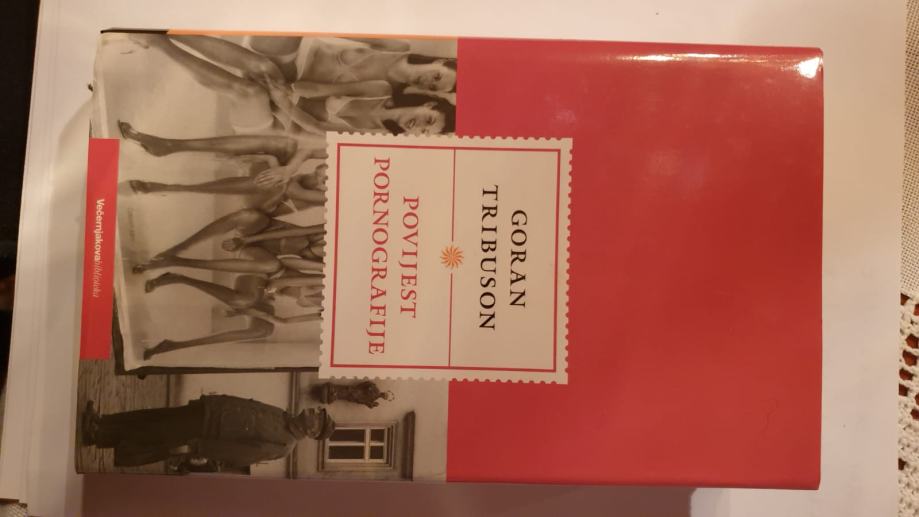 GORAN
TRIBUSON
POVIJEST
PORNOGRAFIJE
Večernjakova biblioteka